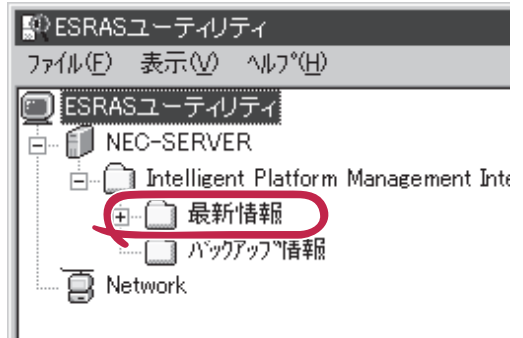 ESRASユーティリティ
ファイル(F) 表示(V) ヘルプ(H)
ESRASユーティリティ
NEC-SERVER
Intelligent Platform Management Inte
最新情報
バックアップ情報
Network